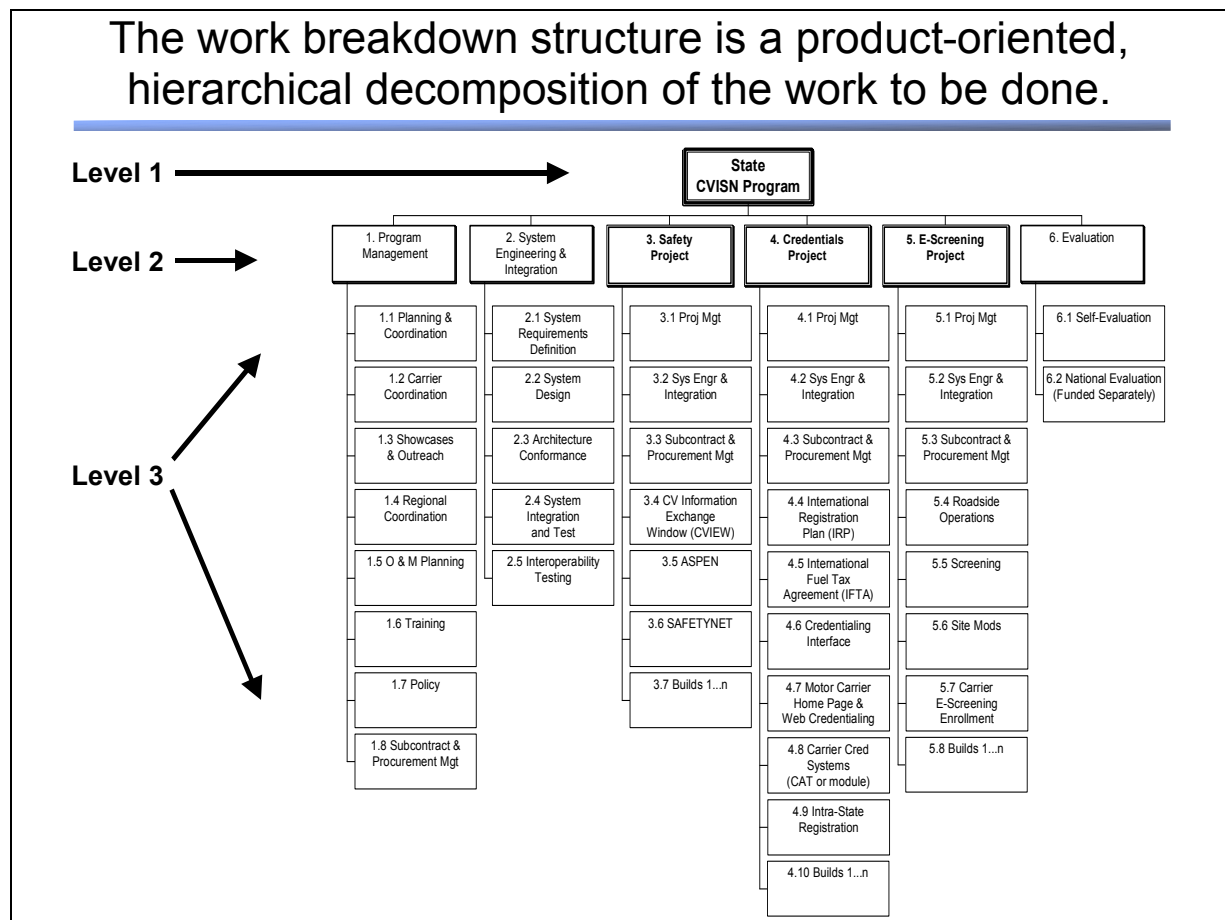 The work breakdown structure is a product-oriented,
hierarchical decomposition of the work to be done.
Level 1
State
CVISN Program
Level 2
1. Program
Management
2. System
Engineering &
Integration
3. Safety
Project
4. Credentials
Project
5. E-Screening
Project
6. Evaluation
Level 3
1.1 Planning &
Coordination
1.2 Carrier
Coordination
1.3 Showcases
& Outreach
1.4 Regional
Coordination
1.5 O & M Planning
1.6 Training
1.7 Policy
1.8 Subcontract &
Procurement Mgt
2.1 System
Requirements
Definition
2.2 System
Design
2.3 Architecture
Conformance
2.4 System
Integration
and Test
2.5 Interoperability
Testing
3.1 Proj Mgt
3.2 Sys Engr &
Integration
3.3 Subcontract &
Procurement Mgt
3.4 CV Information
Exchange
Window (CVIEW)
3.5 ASPEN
3.6 SAFETYNET
3.7 Builds 1...n
4.1 Proj Mgt
4.2 Sys Engr &
Integration
4.3 Subcontract &
Procurement Mgt
4.4 International
Registration
Plan (IRP)
4.5 International
Fuel Tax
Agreement (IFTA)
4.6 Credentialing
Interface
4.7 Motor Carrier
Home Page &
Web Credentialing
4.8 Carrier Cred
Systems
(CAT or module)
4.9 Intra-State
Registration
4.10 Builds 1...n
5.1 Proj Mgt
5.2 Sys Engr &
Integration
5.3 Subcontract &
Procurement Mgt
5.4 Roadside
Operations
5.5 Screening
5.6 Site Mods
5.7 Carrier
E-Screening
Enrollment
5.8 Builds 1...n
6.1 Self-Evaluation
6.2 National Evaluation
(Funded Separately)